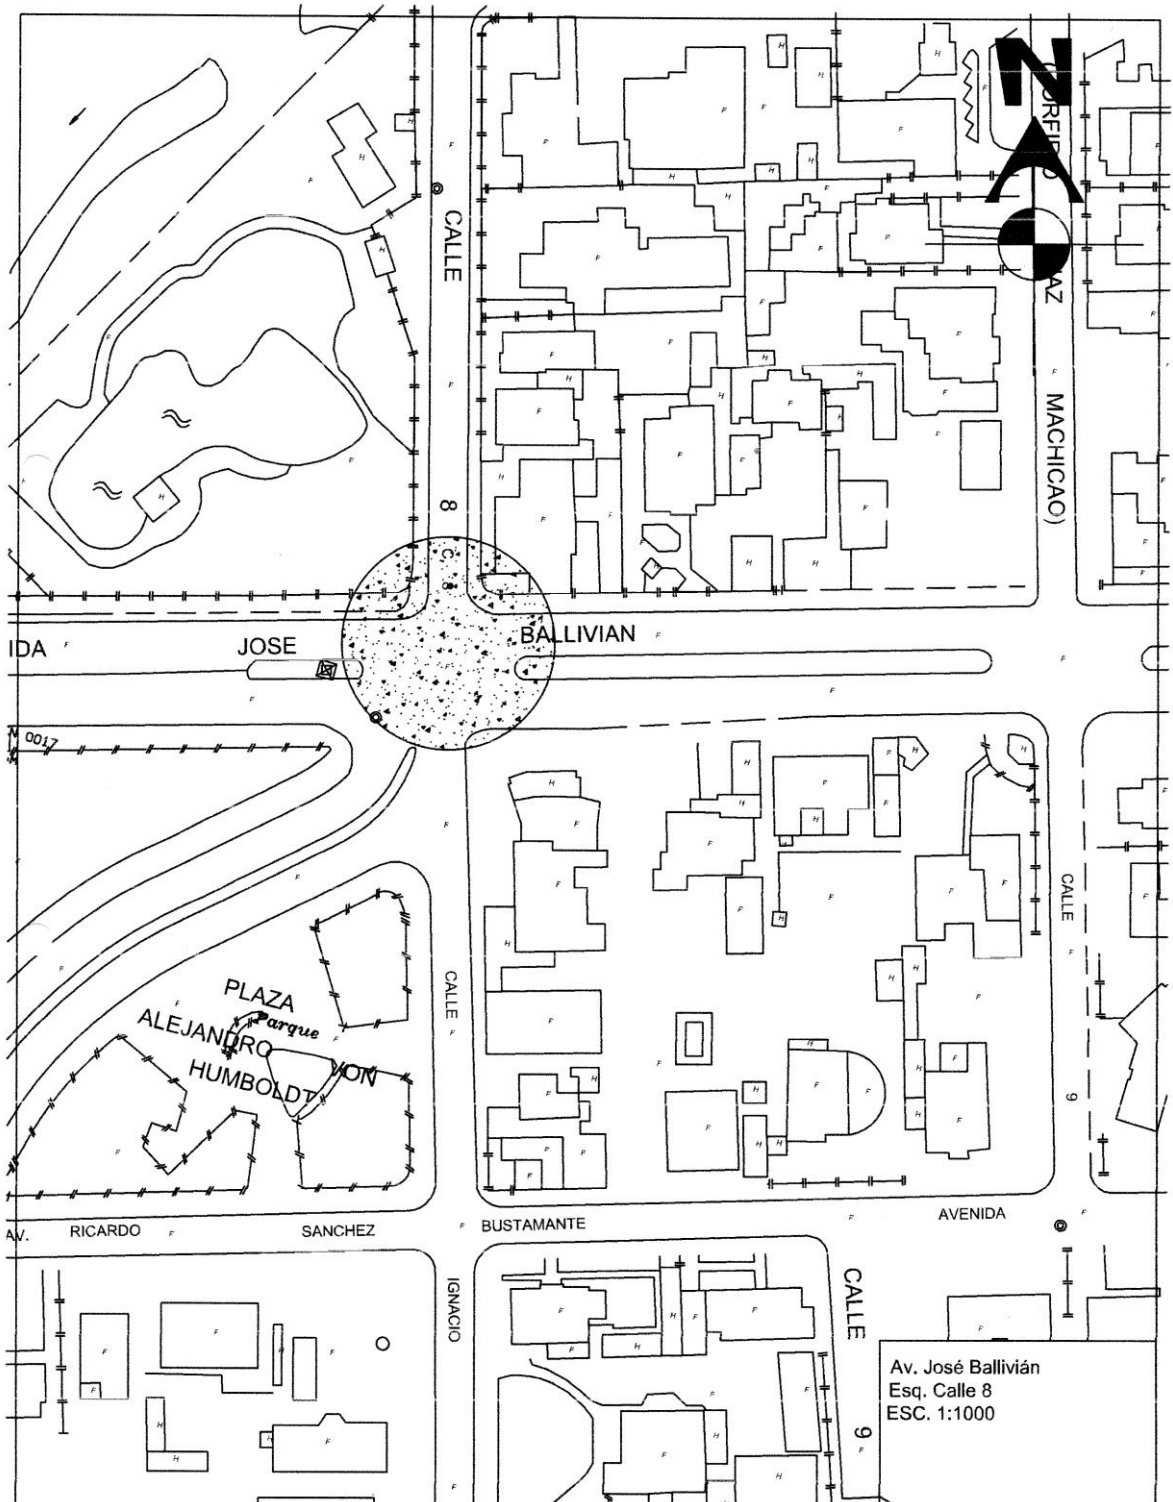 N
CALLE
8
MACHICAO)
IDA
JOSE
BALLIVIAN
0017
CALLE
9
PLAZA
Parque
ALEJANDRO
VON
HUMBOLDT
CALLE
AV.
RICARDO
SANCHEZ
BUSTAMANTE
AVENIDA
IGNACIO
CALLE
9
Av. José Ballivián
Esq. Calle 8
ESC. 1:1000